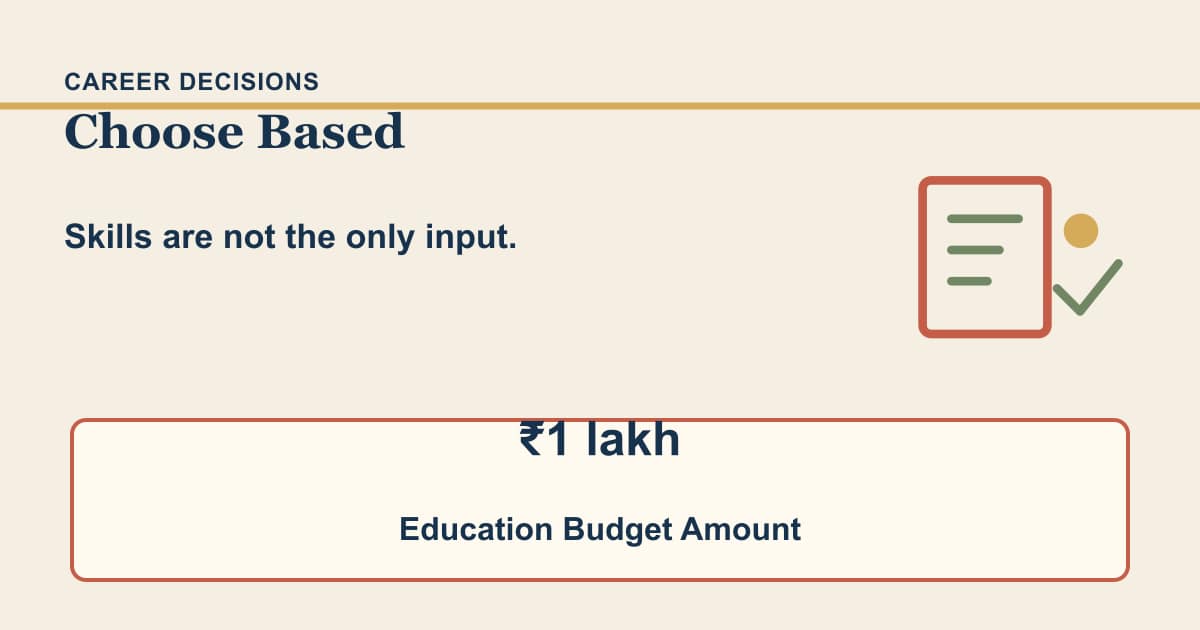 CAREER DECISIONS
Choose Based
Skills are not the only input.
₹1 lakh
Education Budget Amount